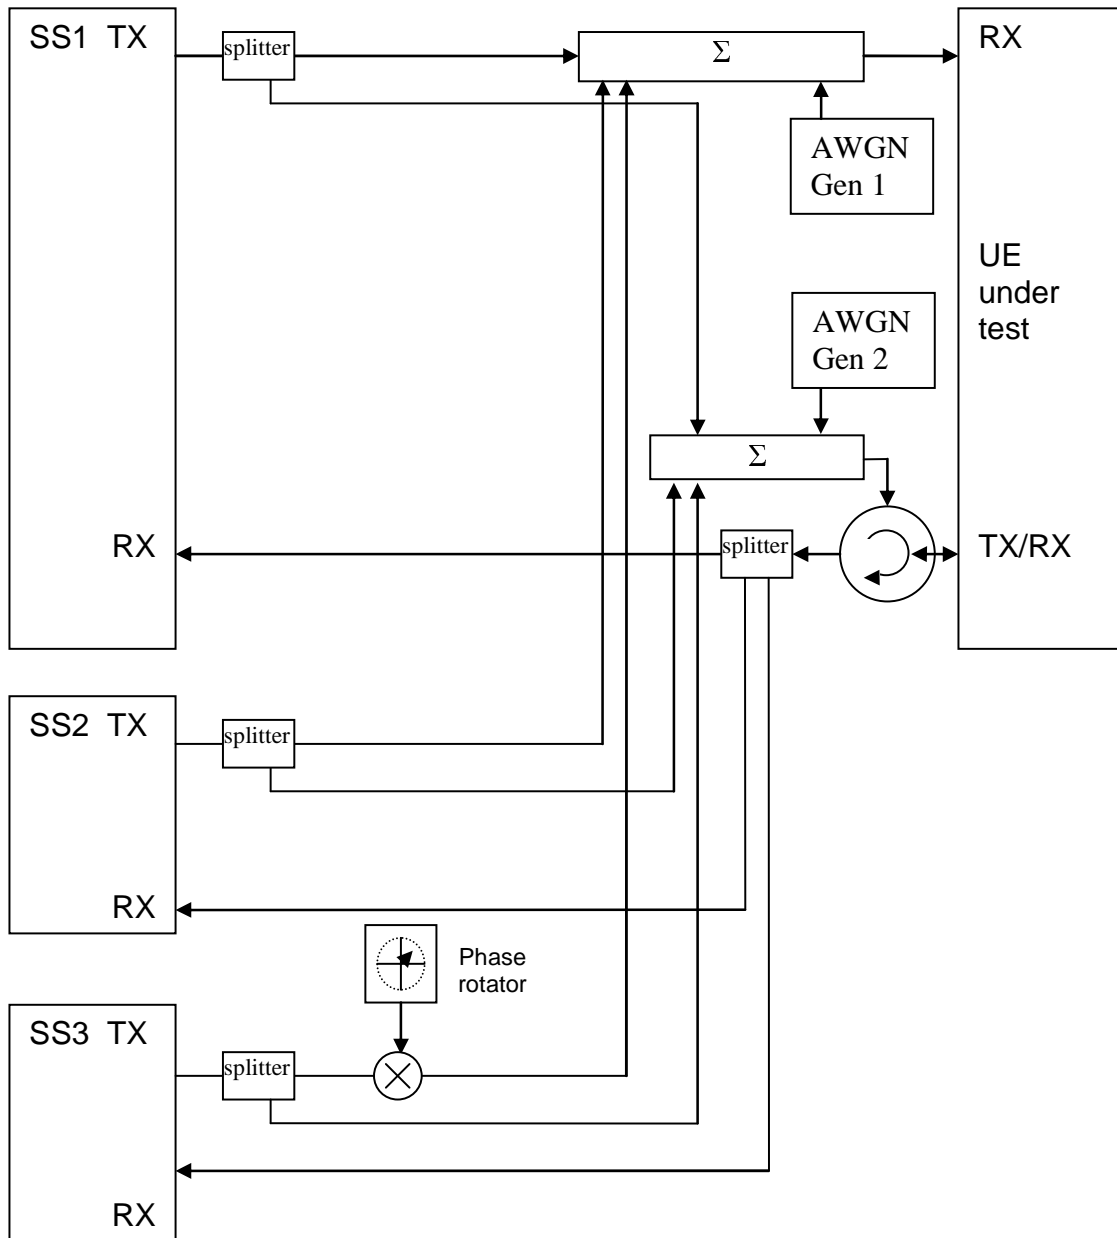 SS1 TX
splitter
Σ
RX
AWGN
Gen 1
UE
under
test
AWGN
Gen 2
Σ
RX
splitter
TX/RX
SS2 TX
splitter
RX
Phase
rotator
SS3 TX
splitter
RX